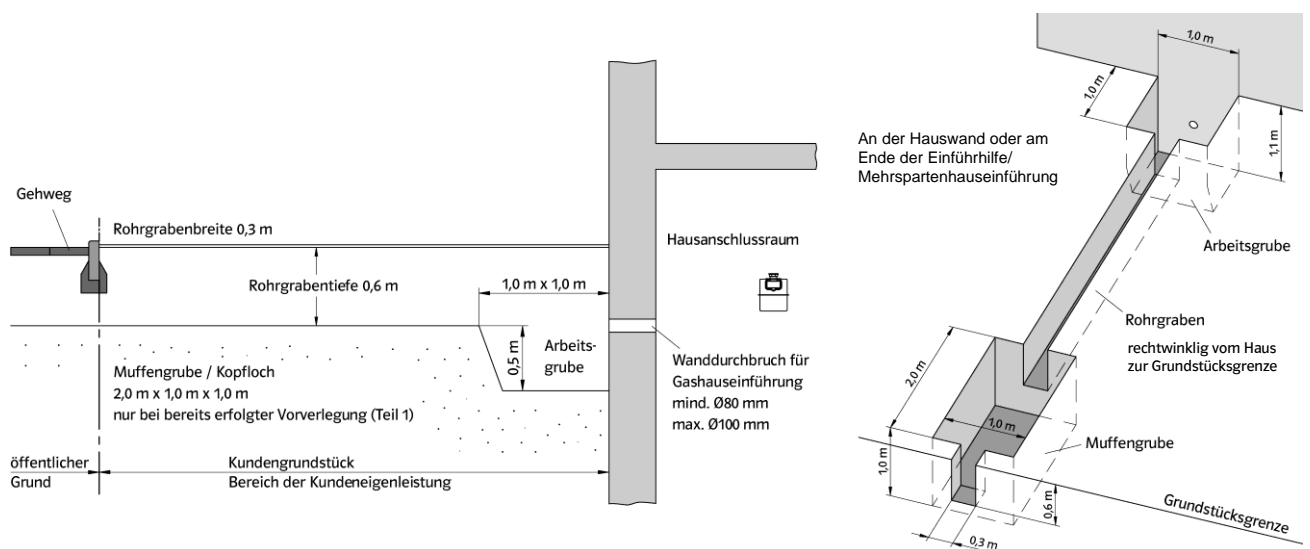 Gehweg
Rohrgrabenbreite 0,3 m
Rohrgrabentiefe 0,6 m
1,0 m x 1,0 m
0,5 m
Arbeits-
grube
Muffengrube / Kopfloch
2,0 m x 1,0 m x 1,0 m
nur bei bereits erfolgter Vorverlegung (Teil 1)
öffentlicher
Grund
Kundengrundstück
Bereich der Kundeneigenleistung
Hausanschlussraum
Wanddurchbruch für
Gashauseinführung
mind. Ø80 mm
max. Ø100 mm
1,0 m
1,0 m
1,1 m
An der Hauswand oder am
Ende der Einführhilfe/
Mehrspartenhauseinführung
Arbeitsgrube
Rohrgraben
rechtwinklig vom Haus
zur Grundstücksgrenze
2,0 m
1,0 m
1,0 m
Muffengrube
0,6 m
0,3 m
Grundstücksgrenze